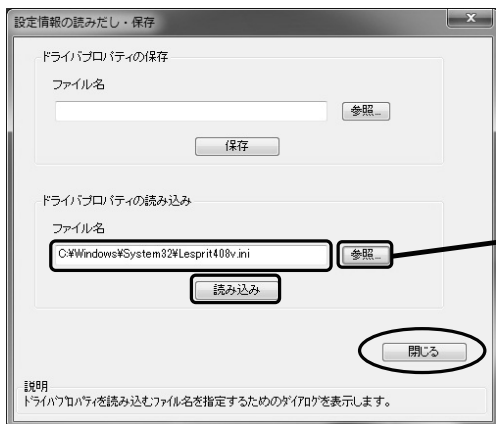 設定情報の読みだし・保存
ドライバプロパティの保存
ファイル名
参照...
保存
ドライバプロパティの読み込み
ファイル名
C:¥Windows¥System32¥Lesprit408v.ini
参照...
読み込み
閉じる
説明
ドライバプロパティを読み込むファイル名を指定するためのダイアログを表示します。